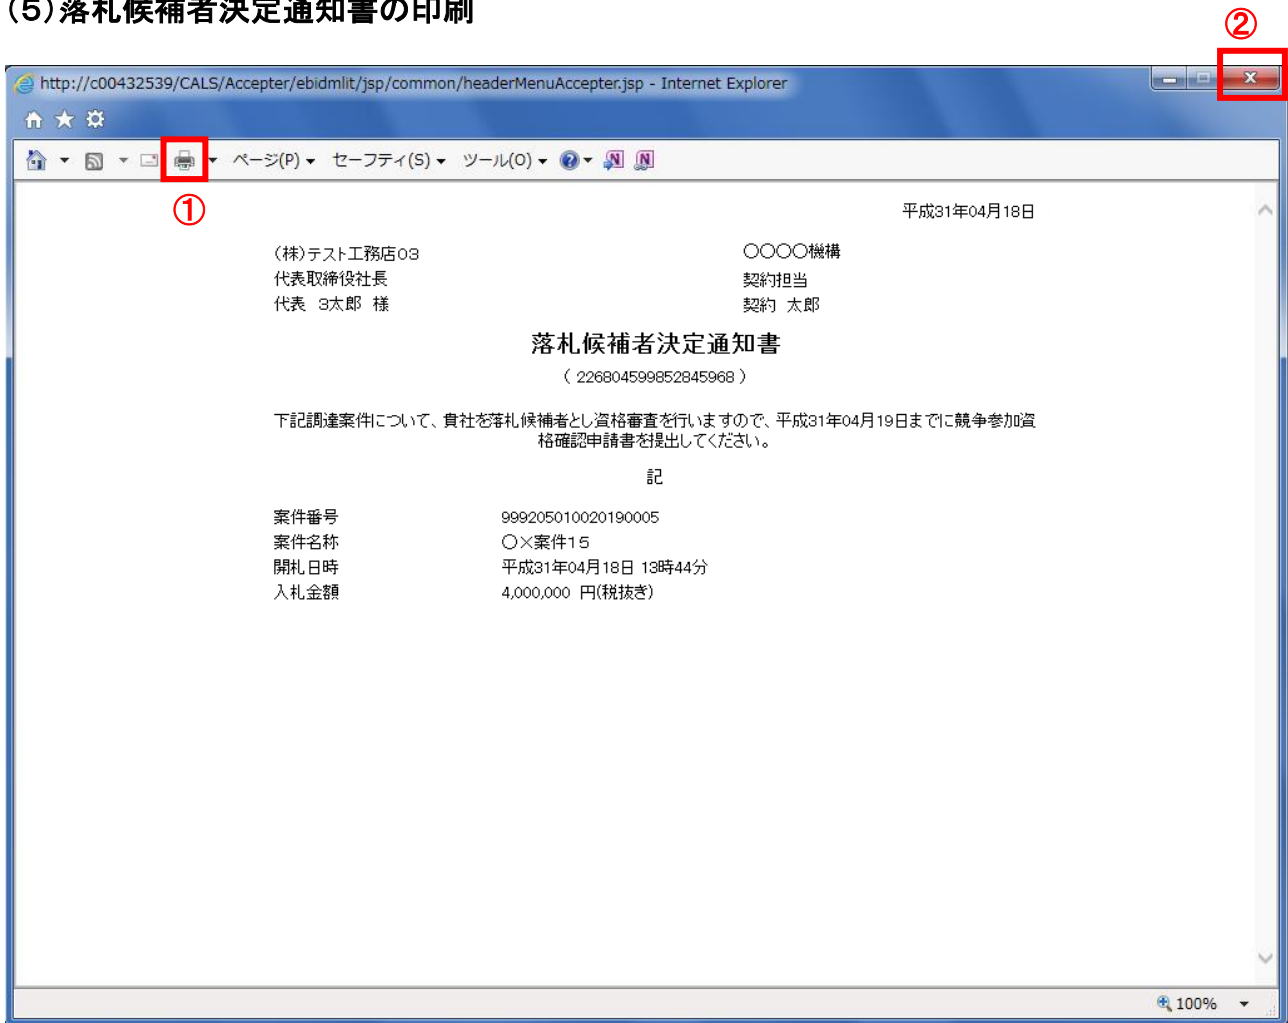 (5)落札候補者決定通知書の印刷
②
http://c00432539/CALS/Accepter/ebidmlit/jsp/common/headerMenuAccepter.jsp - Internet Explorer
ページ(P) セーフティ(S) ツール(O)
①
平成31年04月18日
(株)テスト工務店03 〇〇〇〇機構
代表取締役社長 契約担当
代表 3太郎 様 契約 太郎
落札候補者決定通知書
( 226804599852845968 )
下記調達案件について、貴社を落札候補者とし資格審査を行いますので、平成31年04月19日までに競争参加資
格確認申請書を提出してください。
記
案件番号 999205010020190005
案件名称 〇×案件15
開札日時 平成31年04月18日 13時44分
入札金額 4,000,000 円(税抜き)
100%